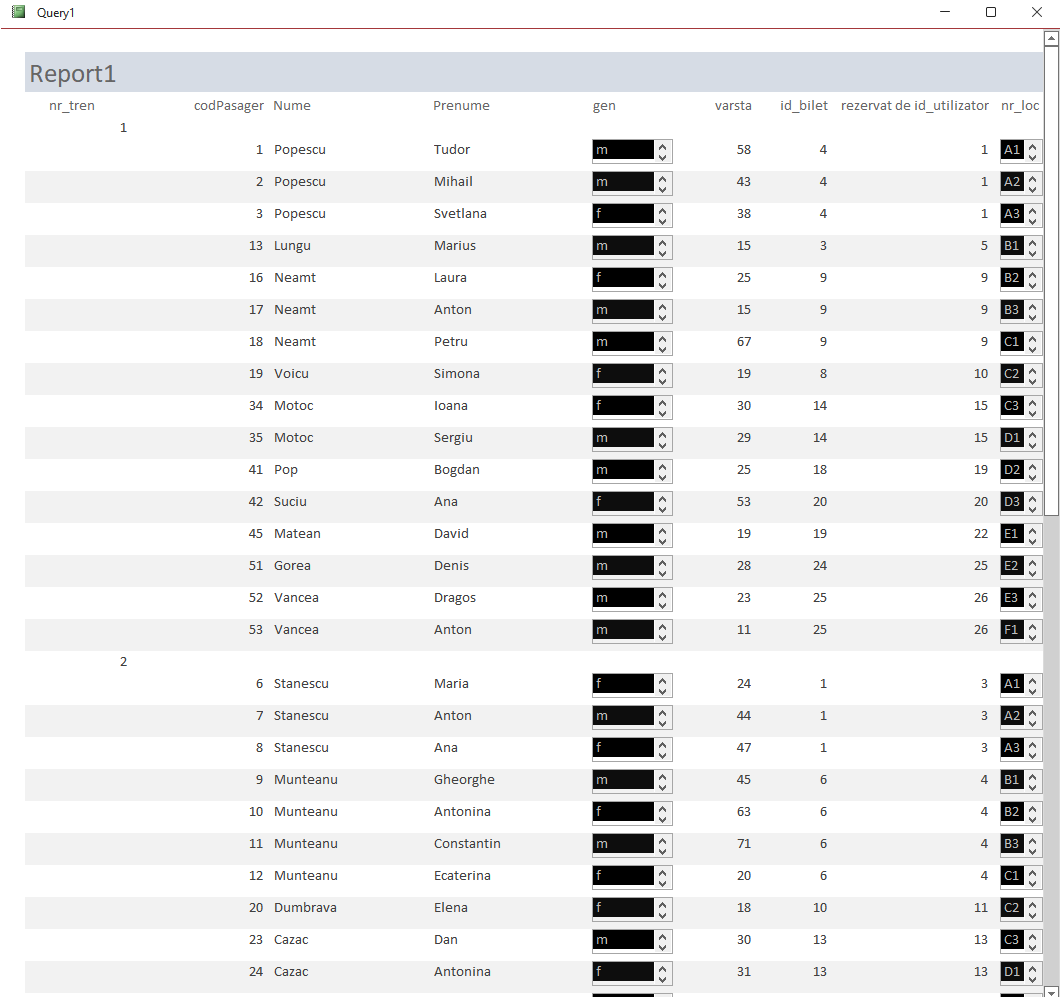 Query1
Report1
nr_tren codPasager Nume Prenume gen varsta id_bilet rezervat de id_utilizator nr_loc
1
1 Popescu Tudor m 58 4 1 A1
2 Popescu Mihail m 43 4 1 A2
3 Popescu Svetlana f 38 4 1 A3
13 Lungu Marius m 15 3 5 B1
16 Neamt Laura f 25 9 9 B2
17 Neamt Anton m 15 9 9 B3
18 Neamt Petru m 67 9 9 C1
19 Voicu Simona f 19 8 10 C2
34 Motoc Ioana f 30 14 15 C3
35 Motoc Sergiu m 29 14 15 D1
41 Pop Bogdan m 25 18 19 D2
42 Suciu Ana f 53 20 20 D3
45 Matean David m 19 19 22 E1
51 Gorea Denis m 28 24 25 E2
52 Vancea Dragos m 23 25 26 E3
53 Vancea Anton m 11 25 26 F1
2
6 Stanescu Maria f 24 1 3 A1
7 Stanescu Anton m 44 1 3 A2
8 Stanescu Ana f 47 1 3 A3
9 Munteanu Gheorghe m 45 6 4 B1
10 Munteanu Antonina f 63 6 4 B2
11 Munteanu Constantin m 71 6 4 B3
12 Munteanu Ecaterina f 20 6 4 C1
20 Dumbrava Elena f 18 10 11 C2
23 Cazac Dan m 30 13 13 C3
24 Cazac Antonina f 31 13 13 D1